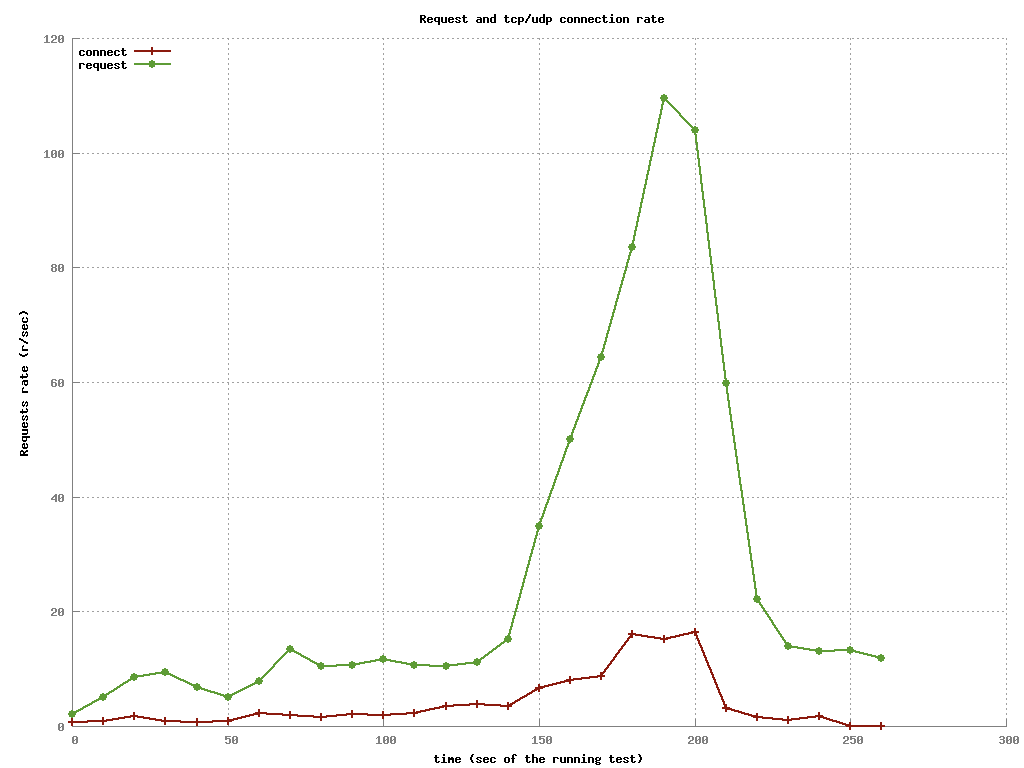 Request and tcp/udp connection rate
connect
request
120
100
80
60
40
20
0
Requests rate (r/sec)
0 50 100 150 200 250 300
time (sec of the running test)